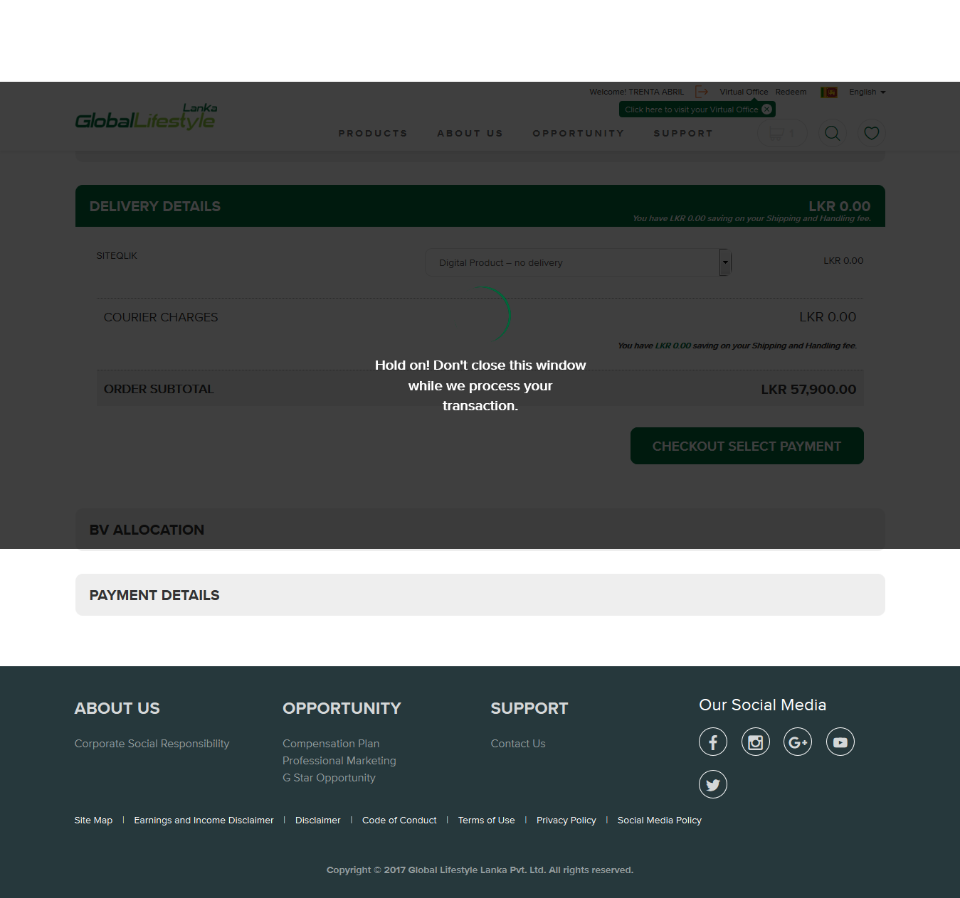 Welcome! TRENTA ABRIL Virtual Office Redeem English
Click here to visit your Virtual Office
Lanka
GlobalLifestyle
PRODUCTS ABOUT US OPPORTUNITY SUPPORT
DELIVERY DETAILS LKR 0.00
You have LKR 0.00 saving on your Shipping and Handling fee.
SITEQLIK Digital Product – no delivery LKR 0.00
COURIER CHARGES LKR 0.00
You have LKR 0.00 saving on your Shipping and Handling fee.
Hold on! Don't close this window
while we process your
transaction.
ORDER SUBTOTAL LKR 57,900.00
CHECKOUT SELECT PAYMENT
BV ALLOCATION
PAYMENT DETAILS
ABOUT US OPPORTUNITY SUPPORT Our Social Media
Corporate Social Responsibility Compensation Plan Contact Us
Professional Marketing
G Star Opportunity
Site Map | Earnings and Income Disclaimer | Disclaimer | Code of Conduct | Terms of Use | Privacy Policy | Social Media Policy
Copyright © 2017 Global Lifestyle Lanka Pvt. Ltd. All rights reserved.